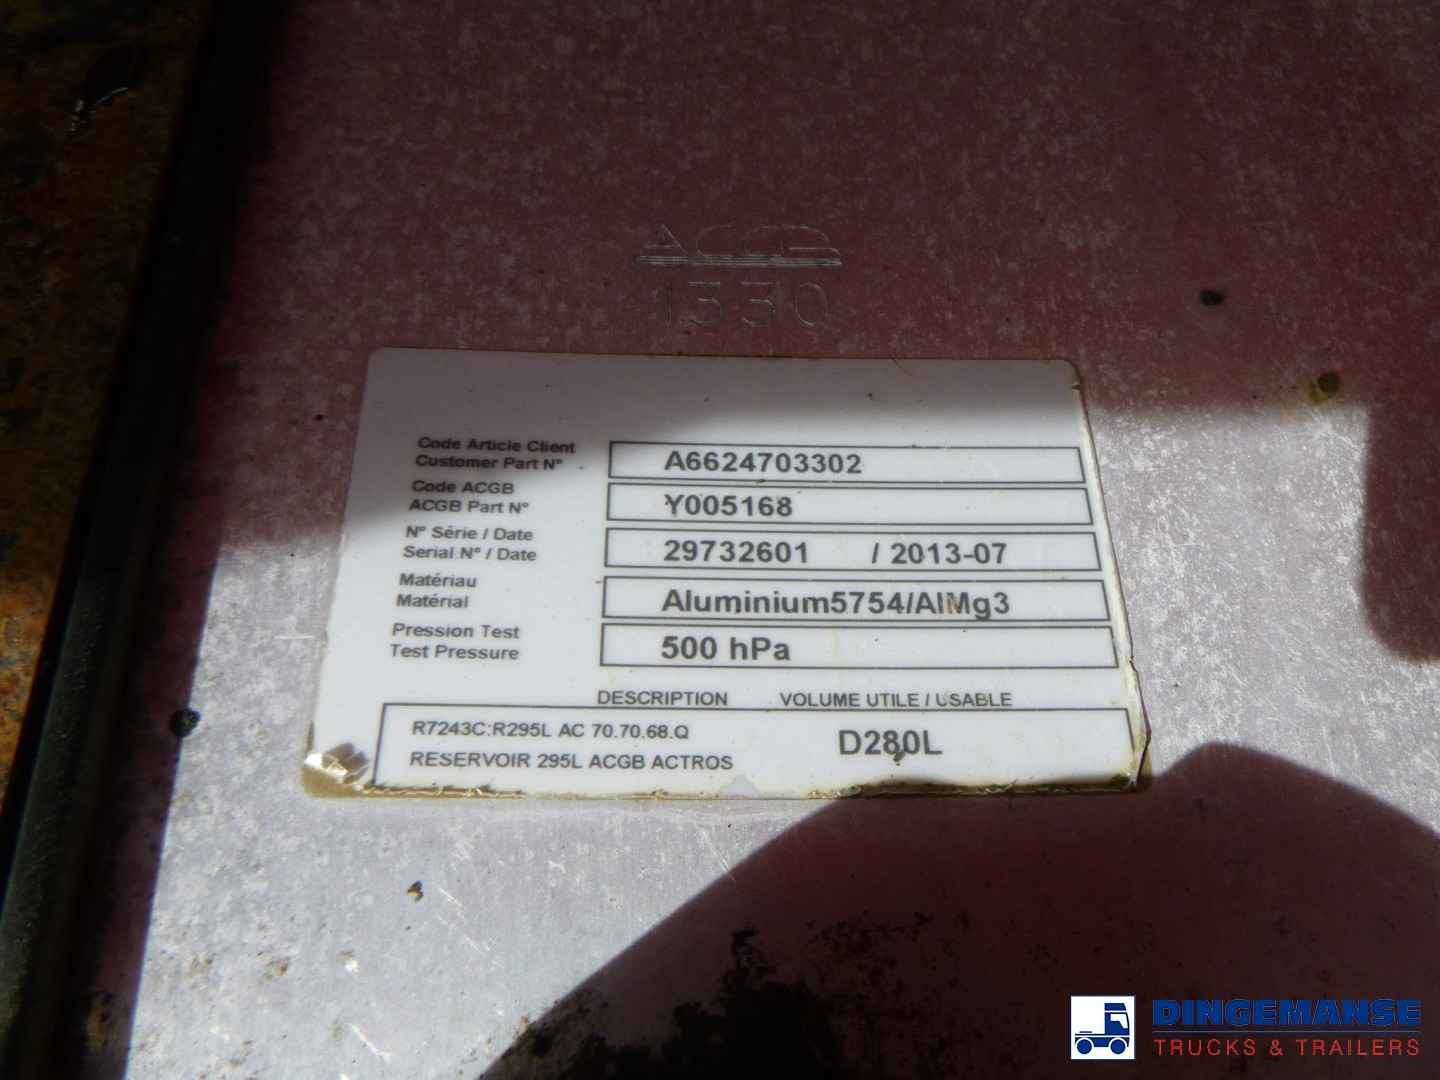 ACGB
1330
Code Article Client
Customer Part N° A6624703302
Code ACGB
ACGB Part N° Y005168
N° Série / Date
Serial N° / Date 29732601 / 2013-07
Matériau
Matérial Aluminium5754/AlMg3
Pression Test
Test Pressure 500 hPa
DESCRIPTION VOLUME UTILE / USABLE
R7243C:R295L AC 70.70.68.Q
RESERVOIR 295L ACGB ACTROS D280L
DINGEMANSE
TRUCKS & TRAILERS